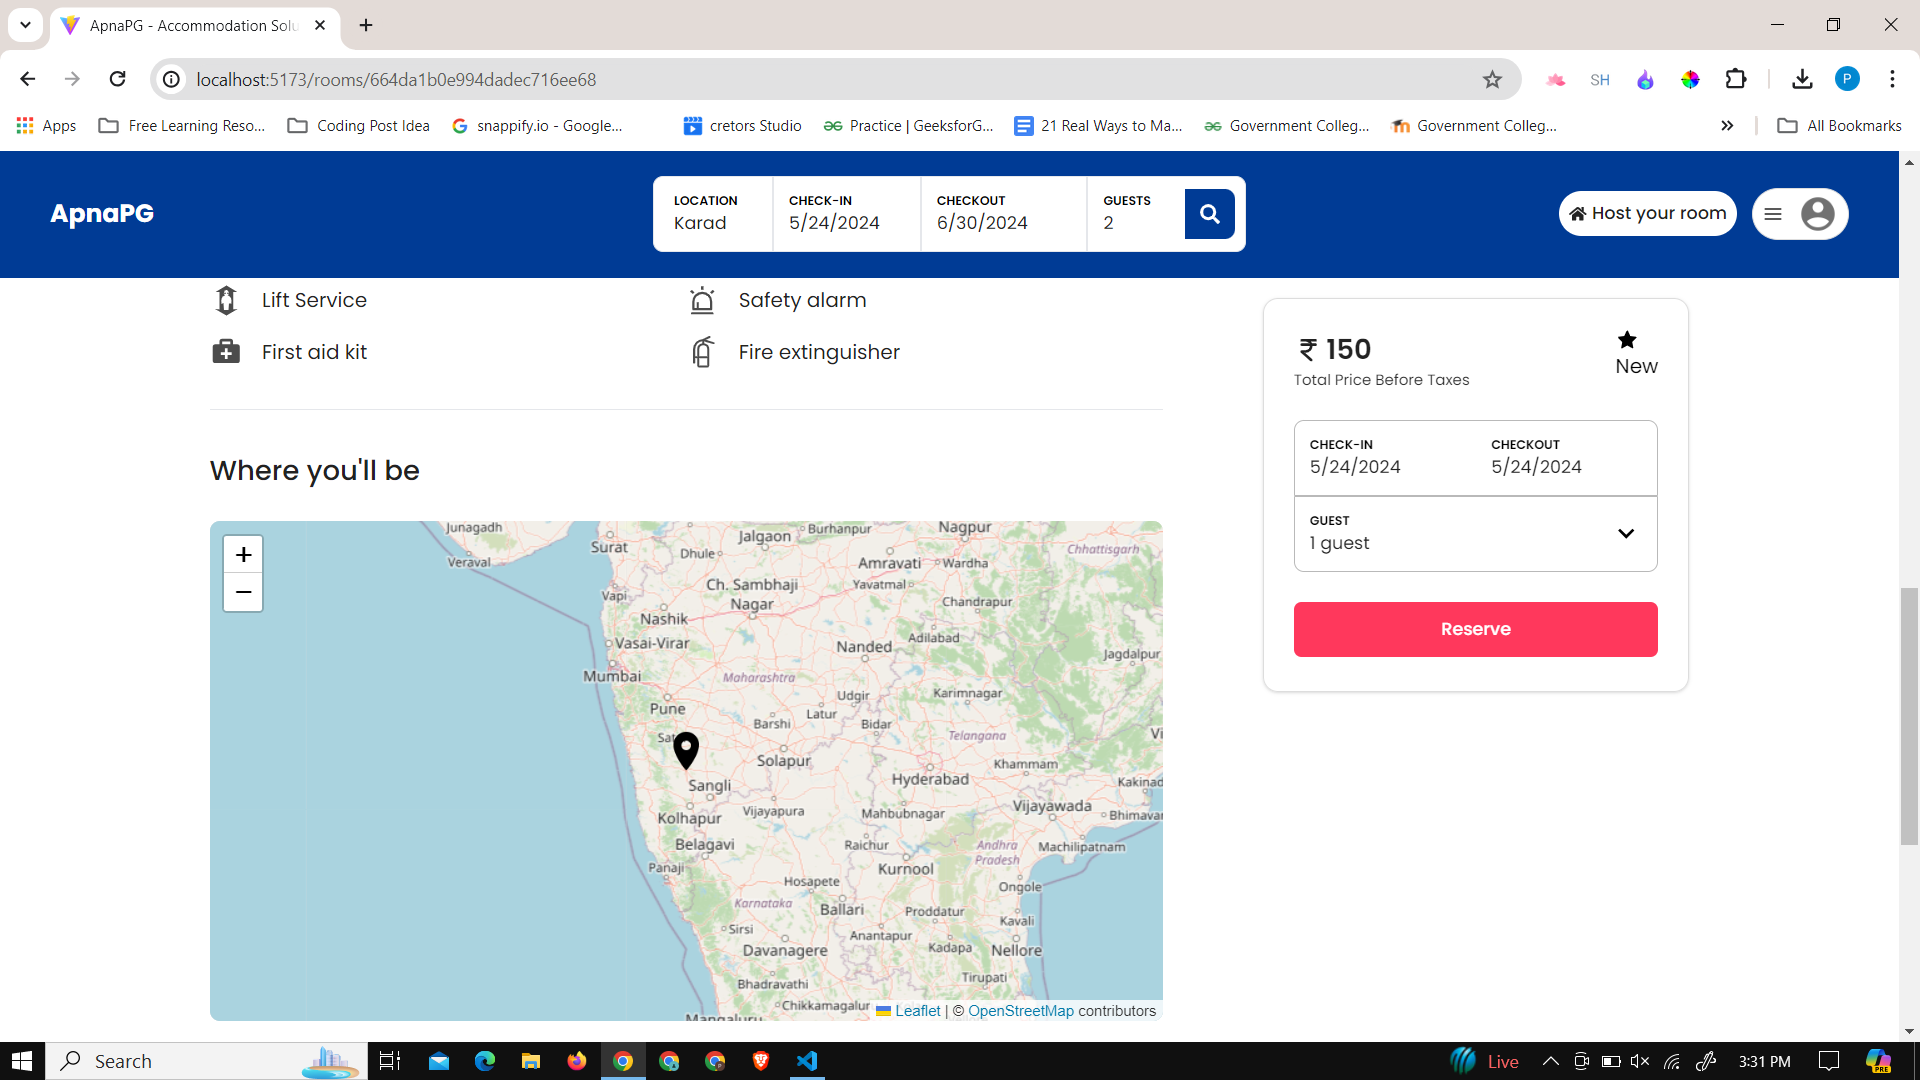 ApnaPG - Accommodation Solu
localhost:5173/rooms/664da1b0e994dadec716ee68
SH
P
Apps
Free Learning Reso...
Coding Post Idea
snappify.io - Google...
cretors Studio
Practice | GeeksforG...
21 Real Ways to Ma...
Government Colleg...
Government Colleg...
All Bookmarks
ApnaPG
LOCATION
Karad
CHECK-IN
5/24/2024
CHECKOUT
6/30/2024
GUESTS
2
Host your room
Lift Service
Safety alarm
First aid kit
Fire extinguisher
Where you'll be
+
−
Junagadh
Veraval
Surat
Jalgaon
Burhanpur
Nagpur
Dhule
Amravati
Wardha
Chhattisgarh
Ch. Sambhaji
Nagar
Yavatmal
Vapi
Nashik
Chandrapur
Vasai-Virar
Adilabad
Nanded
Jagdalpur
Mumbai
Maharashtra
Udgir
Karimnagar
Pune
Latur
Barshi
Bidar
Telangana
Vi
Sat
Solapur
Khammam
Hyderabad
Kakinad
Sangli
Vijayapura
Vijayawada
Kolhapur
Mahbubnagar
Bhimavar
Belagavi
Raichur
Andhra
Pradesh
Machilipatnam
Panaji
Kurnool
Hosapete
Ongole
Karnataka
Ballari
Proddatur
Kavali
Sirsi
Anantapur
Davanagere
Kadapa
Nellore
Tirupati
Bhadravathi
Chikkamagalur
Mangaluru
Leaflet | © OpenStreetMap contributors
₹ 150
Total Price Before Taxes
New
CHECK-IN
5/24/2024
CHECKOUT
5/24/2024
GUEST
1 guest
Reserve
Search
Live
3:31 PM
PRE